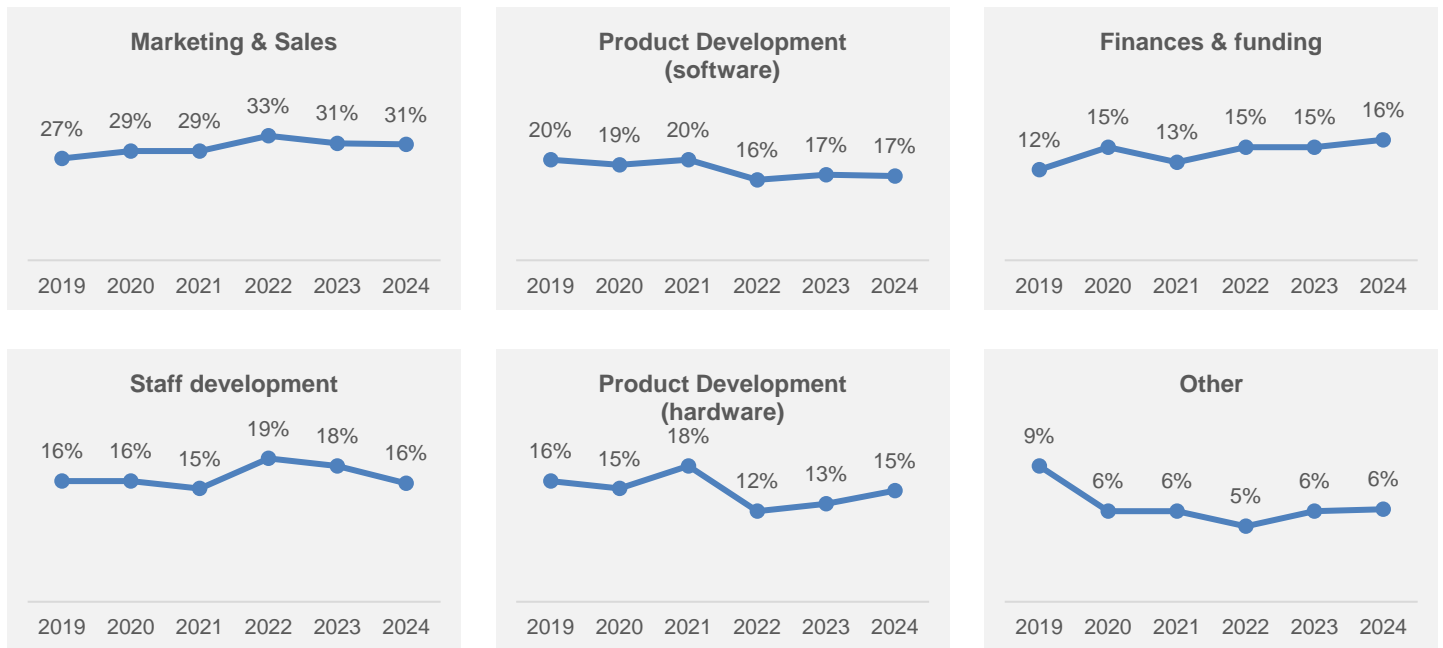 Marketing & Sales
27% 29% 29% 33% 31% 31%
2019 2020 2021 2022 2023 2024
Product Development
(software)
20% 19% 20% 16% 17% 17%
2019 2020 2021 2022 2023 2024
Finances & funding
12% 15% 13% 15% 15% 16%
2019 2020 2021 2022 2023 2024
Staff development
16% 16% 15% 19% 18% 16%
2019 2020 2021 2022 2023 2024
Product Development
(hardware)
16% 15% 18% 12% 13% 15%
2019 2020 2021 2022 2023 2024
Other
9% 6% 6% 5% 6% 6%
2019 2020 2021 2022 2023 2024